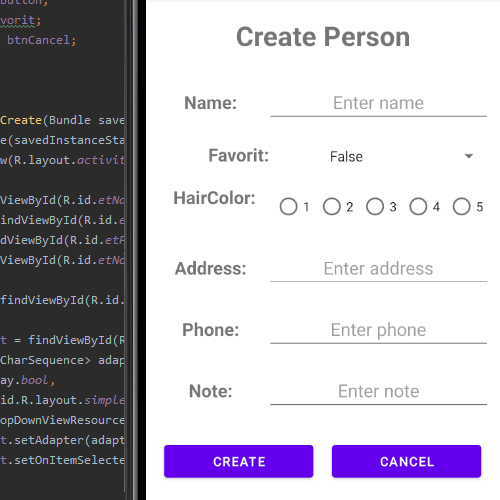 Button;
vorit;
btnCancel;
Create(Bundle save
e(savedInstanceSta
w(R.layout.activit
ViewById(R.id.etNa
indViewById(R.id.e
dViewById(R.id.etP
ViewById(R.id.etNo
findViewById(R.id.
t = findViewById(R
CharSequence> adap
ay.bool,
id.R.layout.simple
opDownViewResource
t.setAdapter(adapt
t.setOnItemSelecte
Create Person
Name: Enter name
Favorit: False
HairColor: 1 2 3 4 5
Address: Enter address
Phone: Enter phone
Note: Enter note
CREATE CANCEL